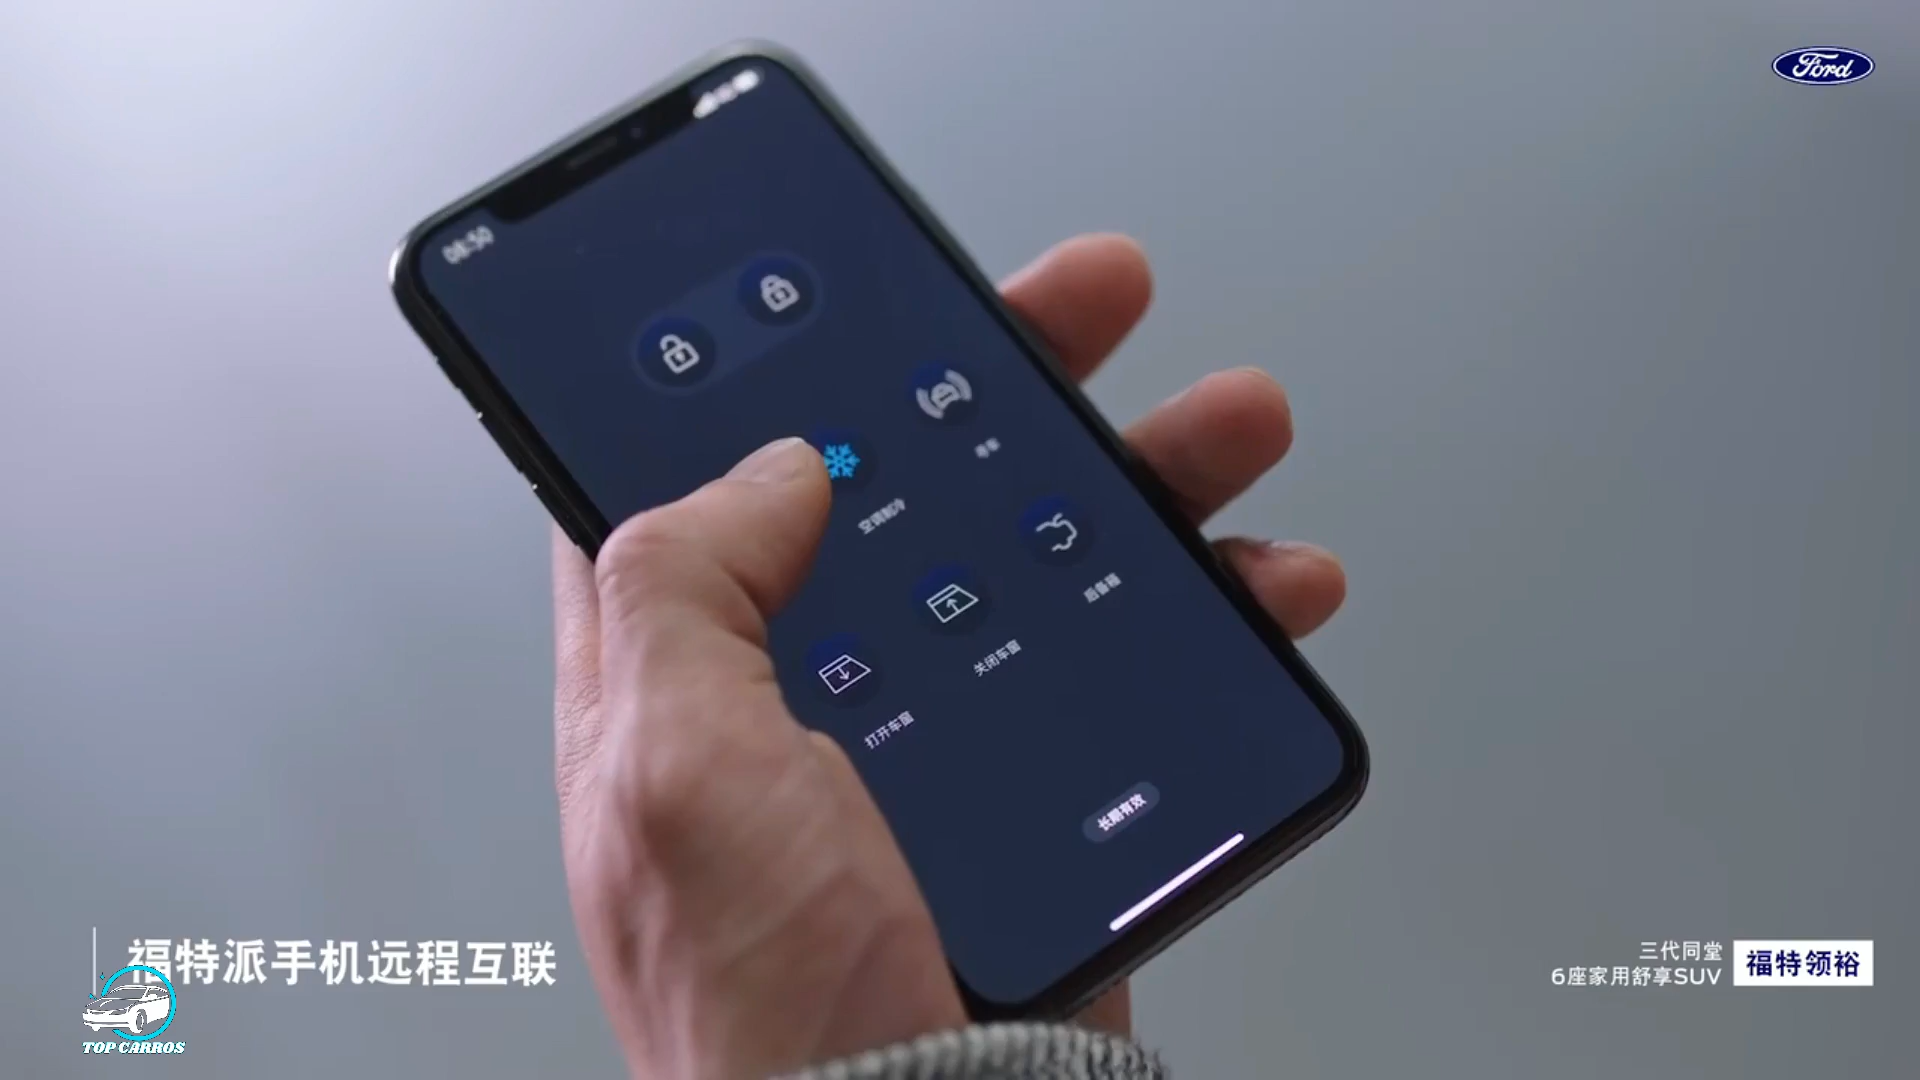 Ford
08:50
寻车
空调制冷
后备箱
关闭车窗
打开车窗
长期有效
福特派手机远程互联
三代同堂
6座家用舒享SUV
福特领裕
TOP CARROS